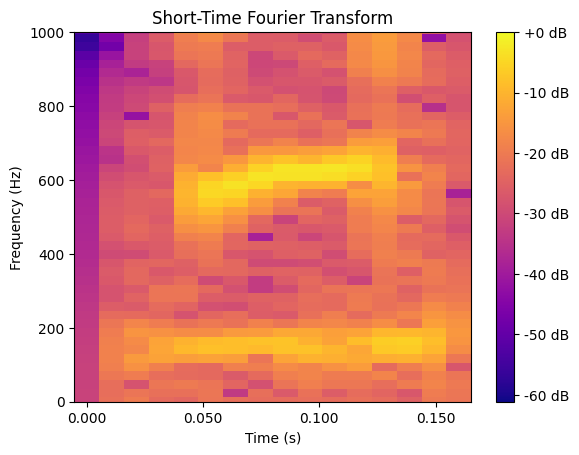 Short-Time Fourier Transform
1000
800
600
400
200
0
Frequency (Hz)
0.000
0.050
0.100
0.150
Time (s)
+0 dB
-10 dB
-20 dB
-30 dB
-40 dB
-50 dB
-60 dB